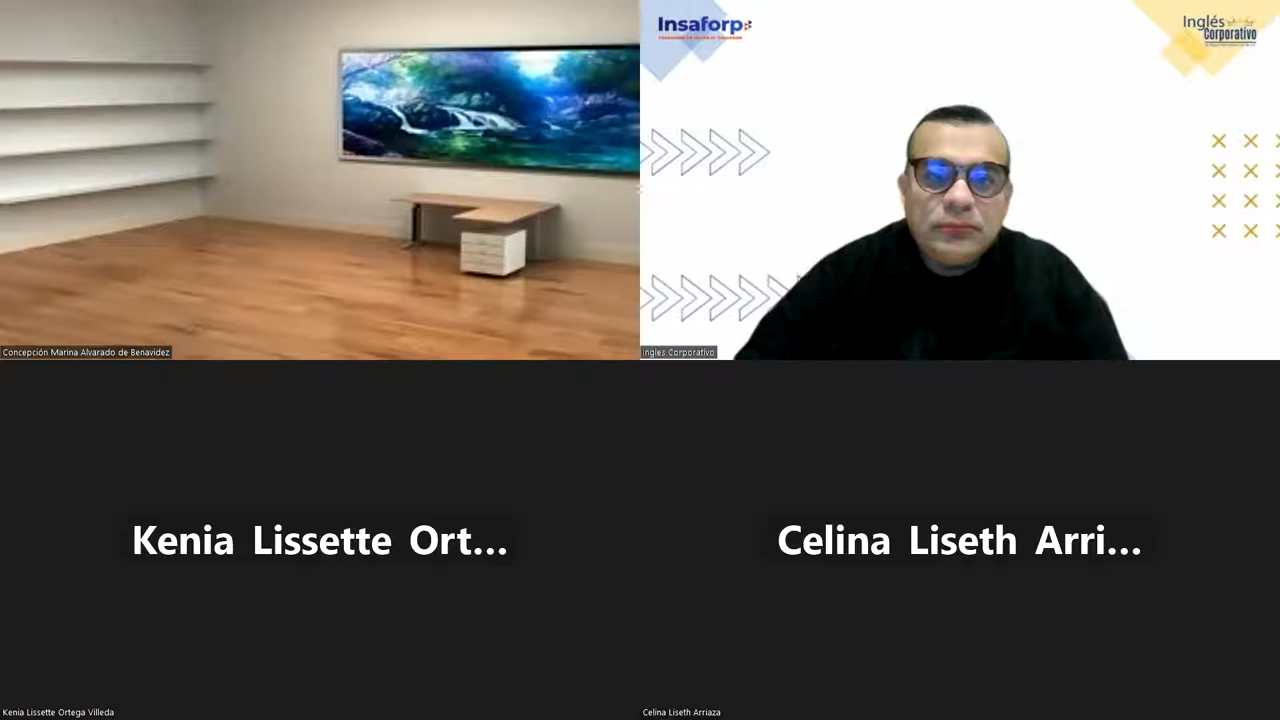 Insaforp
Inglés
Corporativo
Concepción Marina Alvarado de Benavidez
Ingles Corporativo
Kenia Lissette Ort...
Celina Liseth Arri...
Kenia Lissette Ortega Villeda
Celina Liseth Arriaza